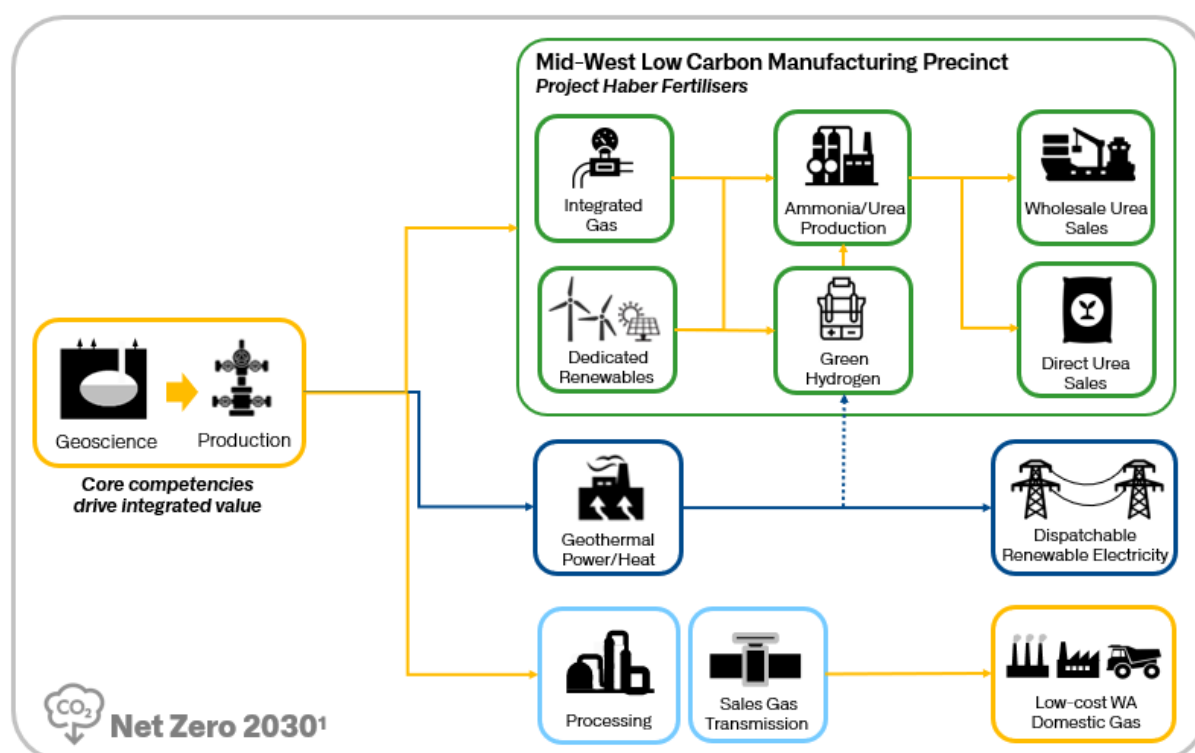 Mid-West Low Carbon Manufacturing Precinct
Project Haber Fertilisers
Integrated
Gas
Ammonia/Urea
Production
Wholesale Urea
Sales
Dedicated
Renewables
Green
Hydrogen
Direct Urea
Sales
Geoscience
Production
Core competencies
drive integrated value
Geothermal
Power/Heat
Dispatchable
Renewable Electricity
Processing
Sales Gas
Transmission
Low-cost WA
Domestic Gas
CO₂
Net Zero 2030¹